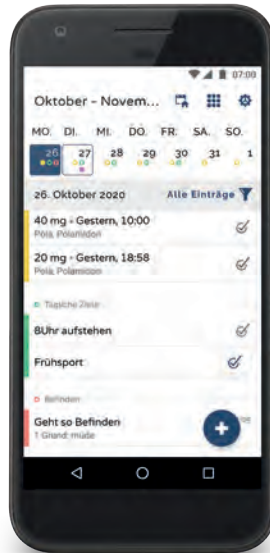 07:00
Oktober - Novem...
MO. DI. MI. DO. FR. SA. SO.
26 27 28 29 30 31 1
26. Oktober 2020 Alle Einträge
40 mg - Gestern, 10:00
Pola, Polamidon
20 mg - Gestern, 18:58
Pola, Polamidon
Tägliche Ziele
8Uhr aufstehen
Frühsport
Befinden
Geht so Befinden
1 Grund: müde